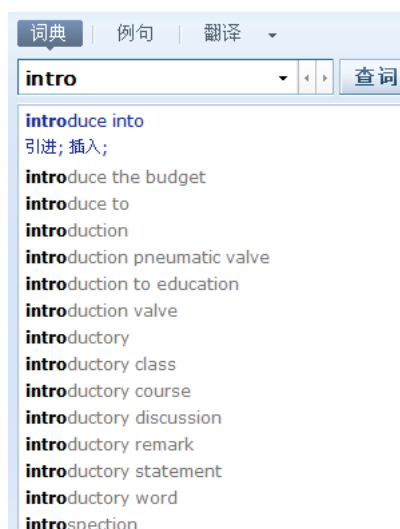 词典 例句 翻译
intro 查词
introduce into
引进; 插入;
introduce the budget
introduce to
introduction
introduction pneumatic valve
introduction to education
introduction valve
introductory
introductory class
introductory course
introductory discussion
introductory remark
introductory statement
introductory word
introspection